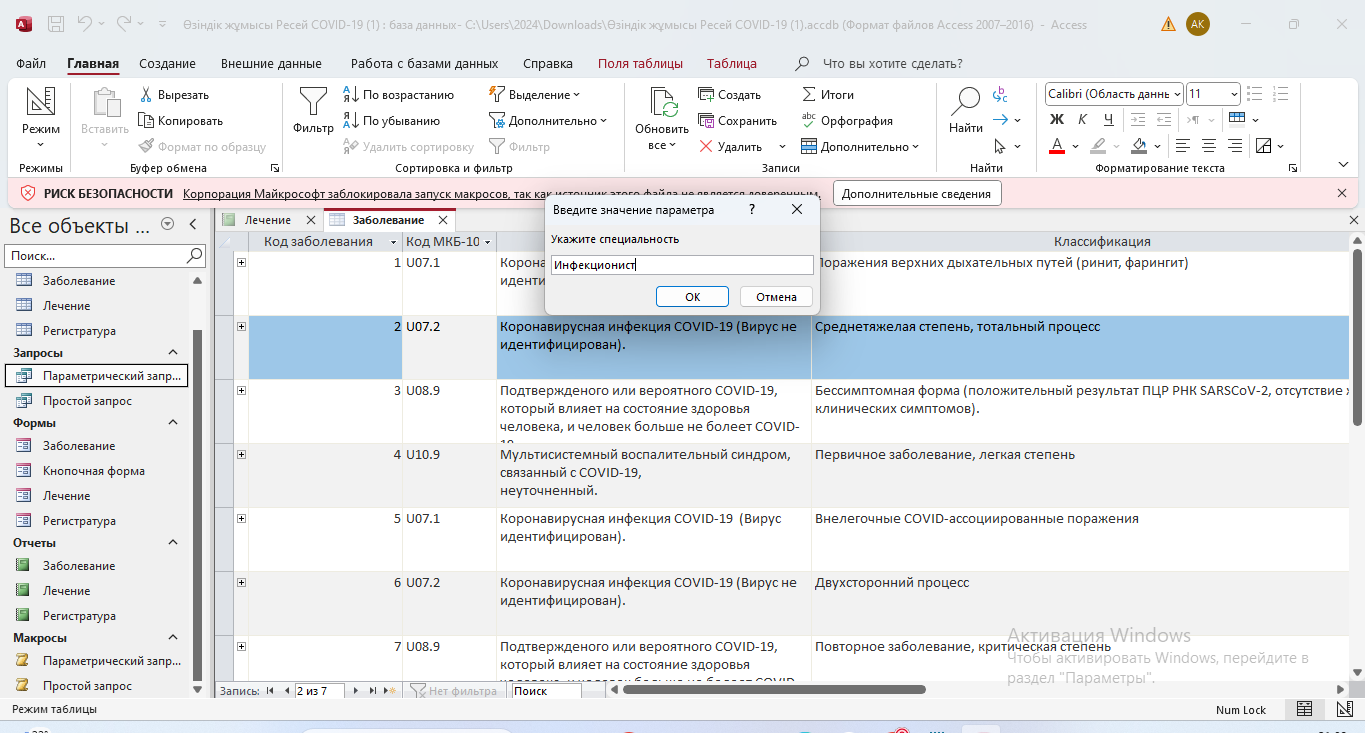 Өзіндік жұмысы Ресей COVID-19 (1) : база данных- C:\Users\2024\Downloads\Өзіндік жұмысы Ресей COVID-19 (1).accdb (Формат файлов Access 2007–2016) - Access
АК
Файл Главная Создание Внешние данные Работа с базами данных Справка Поля таблицы Таблица Что вы хотите сделать?
Режим
Режимы
Вставить
Вырезать
Копировать
Формат по образцу
Буфер обмена
Фильтр
По возрастанию
По убыванию
Удалить сортировку
Выделение
Дополнительно
Фильтр
Сортировка и фильтр
Обновить
все
Создать
Сохранить
Удалить
Итоги
Орфография
Дополнительно
Записи
Найти
Найти
Calibri (Область даннь 11
Ж К Ч
Форматирование текста
РИСК БЕЗОПАСНОСТИ Корпорация Майкрософт заблокировала запуск макросов, так как источник этого файла не является доверенным. Дополнительные сведения
Все объекты ...
Поиск...
Заболевание
Лечение
Регистратура
Запросы
Параметрический запр...
Простой запрос
Формы
Заболевание
Кнопочная форма
Лечение
Регистратура
Отчеты
Заболевание
Лечение
Регистратура
Макросы
Параметрический запр...
Простой запрос
Лечение Заболевание
Код заболевания Код МКБ-10 Классификация
Введите значение параметра ?
Укажите специальность
Инфекционист
ОК Отмена
1 U07.1 Корона
иденти
Поражения верхних дыхательных путей (ринит, фарингит)
2 U07.2 Коронавирусная инфекция COVID-19 (Вирус не
идентифицирован).
Среднетяжелая степень, тотальный процесс
3 U08.9 Подтвержденого или вероятного COVID-19,
который влияет на состояние здоровья
человека, и человек больше не болеет COVID-
Бессимптомная форма (положительный результат ПЦР РНК SARSCoV-2, отсутствие
клинических симптомов).
4 U10.9 Мультисистемный воспалительный синдром,
связанный с COVID-19,
неуточненный.
Первичное заболевание, легкая степень
5 U07.1 Коронавирусная инфекция COVID-19 (Вирус
идентифицирован).
Внелегочные COVID-ассоциированные поражения
6 U07.2 Коронавирусная инфекция COVID-19 (Вирус не
идентифицирован).
Двухсторонний процесс
7 U08.9 Подтвержденого или вероятного COVID-19,
который влияет на состояние здоровья
Повторное заболевание, критическая степень
Активация Windows
Чтобы активировать Windows, перейдите в
раздел "Параметры".
Запись: 2 из 7 Нет фильтра Поиск
Режим таблицы Num Lock